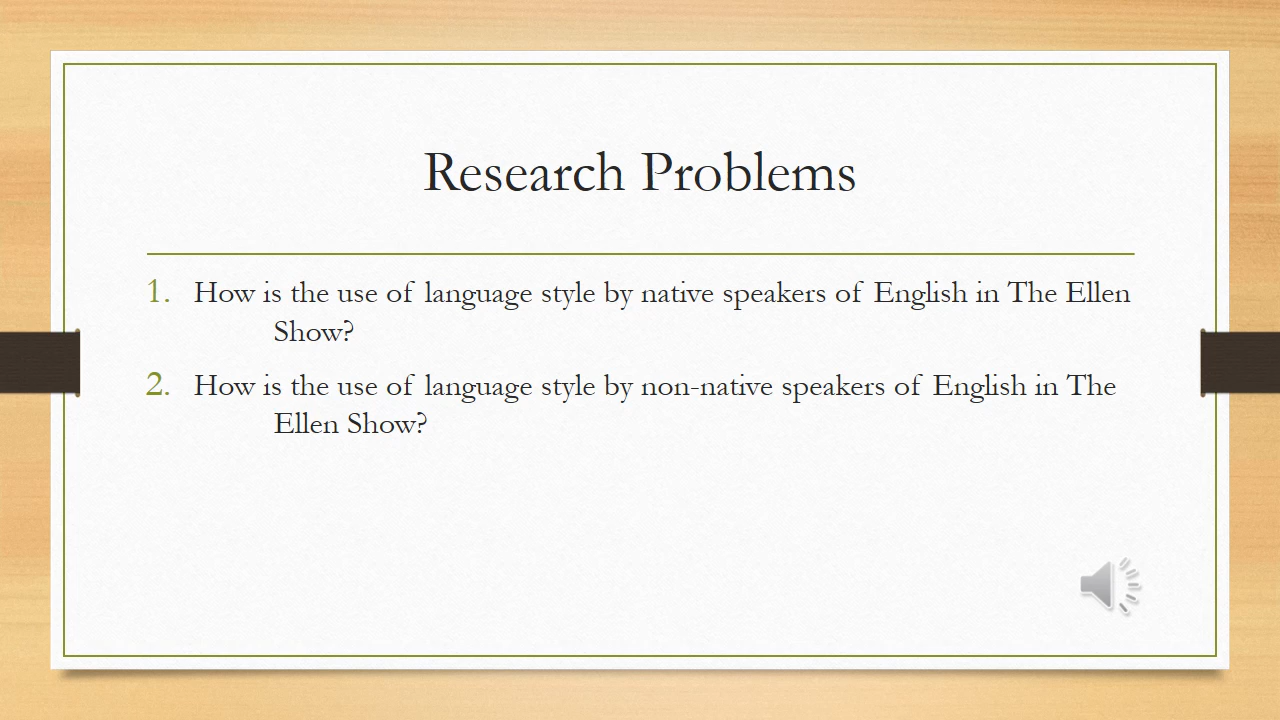 Research Problems
1. How is the use of language style by native speakers of English in The Ellen
Show?
2. How is the use of language style by non-native speakers of English in The
Ellen Show?